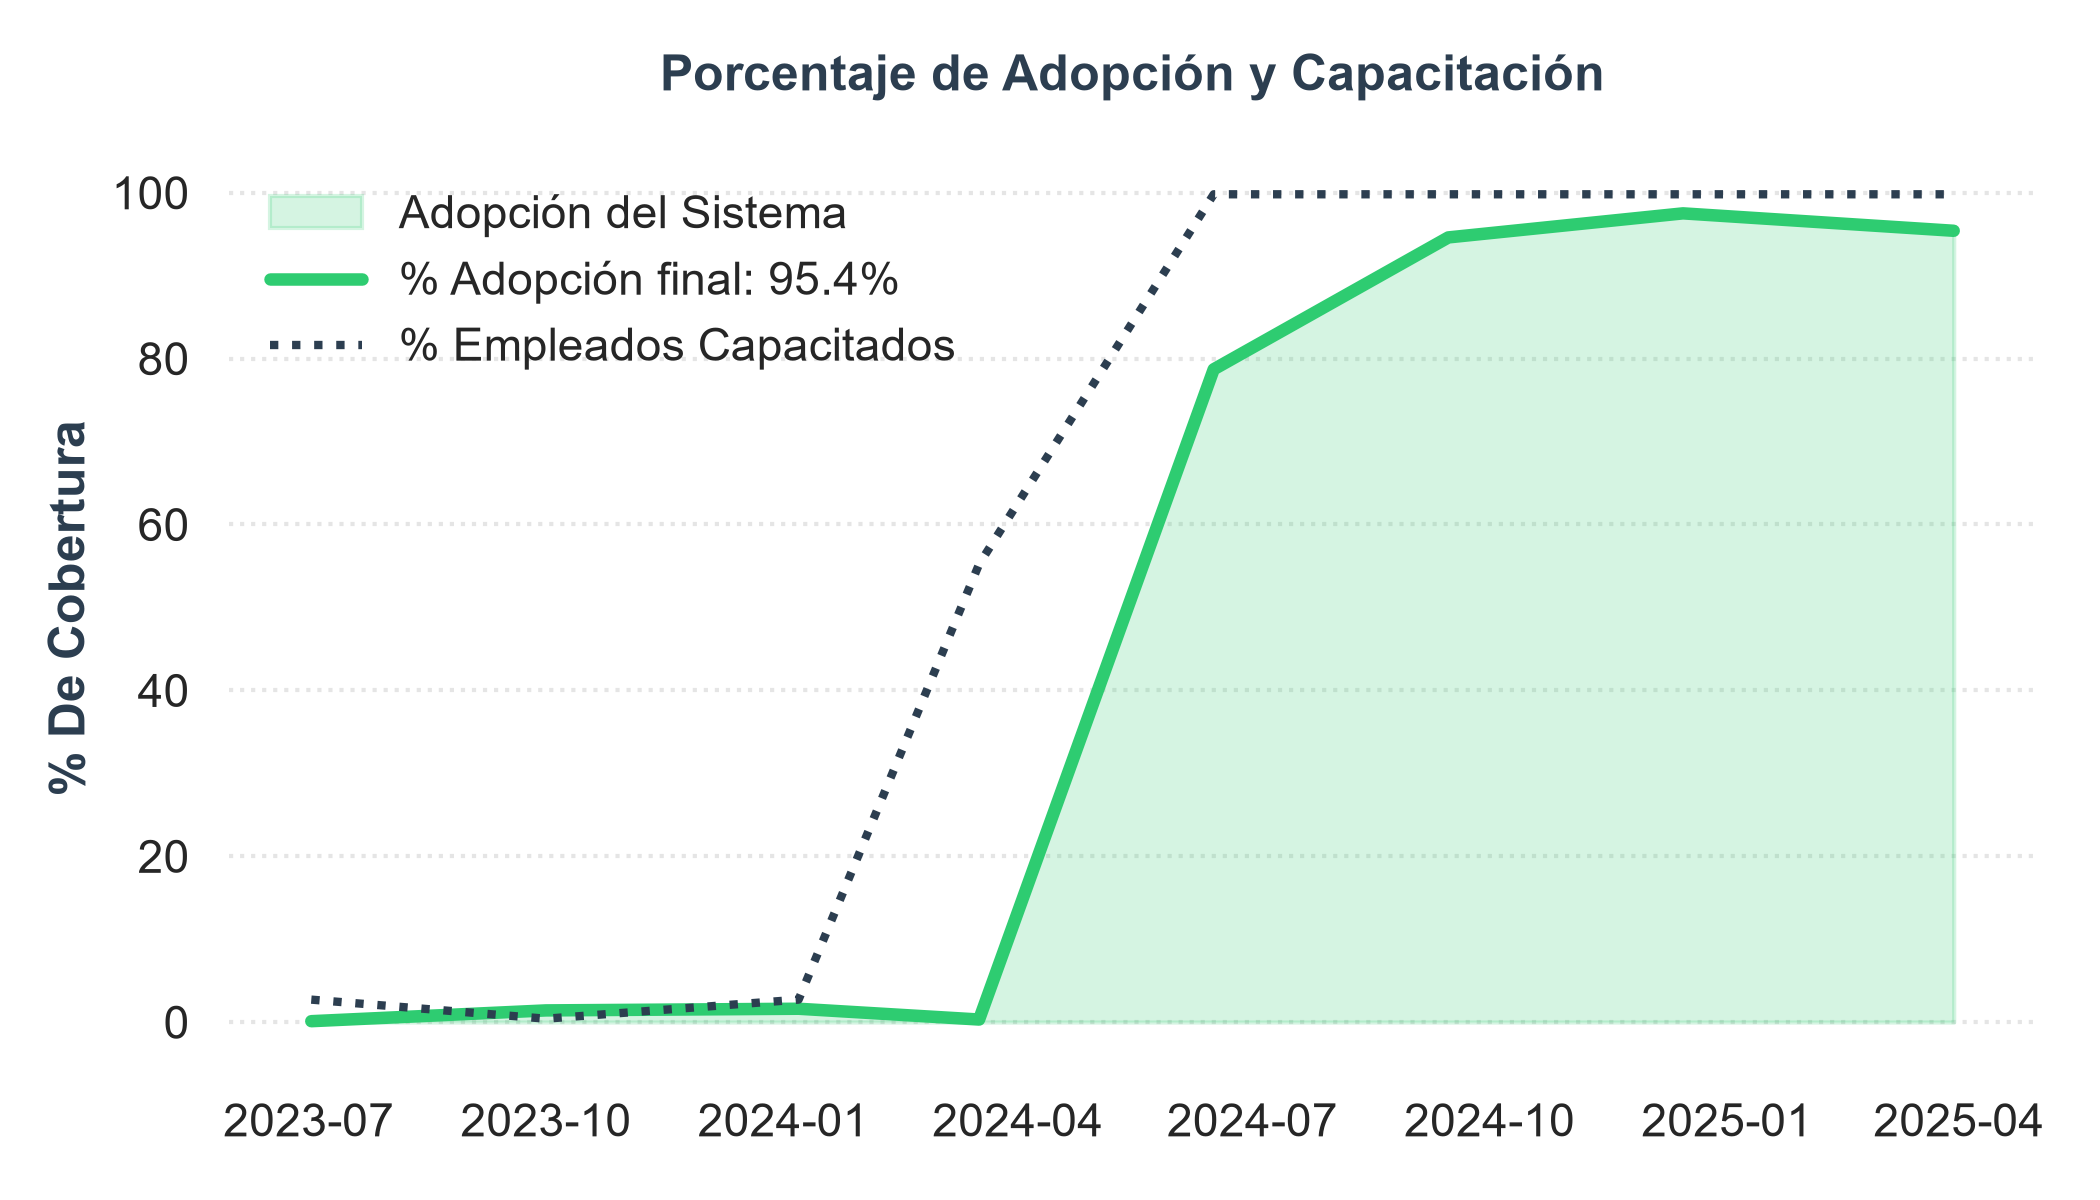 Porcentaje de Adopción y Capacitación
100
80
60
40
20
0
% De Cobertura
Adopción del Sistema
% Adopción final: 95.4%
% Empleados Capacitados
2023-07
2023-10
2024-01
2024-04
2024-07
2024-10
2025-01
2025-04